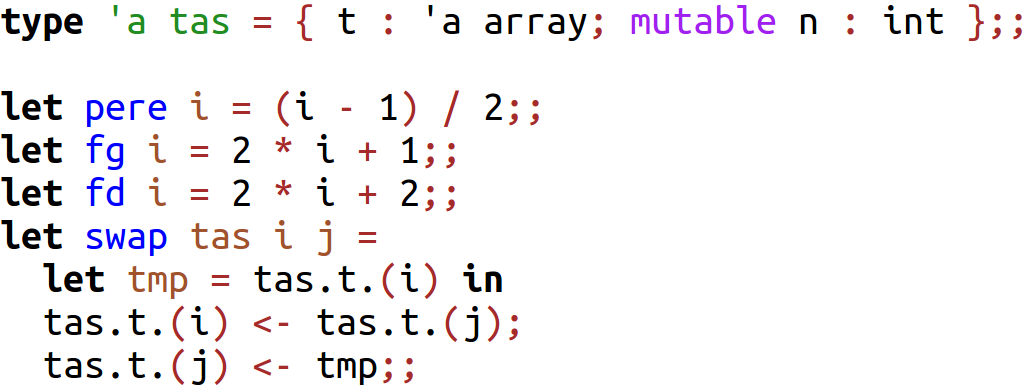 type 'a tas = { t : 'a array; mutable n : int };;
let pere i = (i - 1) / 2;;
let fg i = 2 * i + 1;;
let fd i = 2 * i + 2;;
let swap tas i j =
  let tmp = tas.t.(i) in
  tas.t.(i) <- tas.t.(j);
  tas.t.(j) <- tmp;;